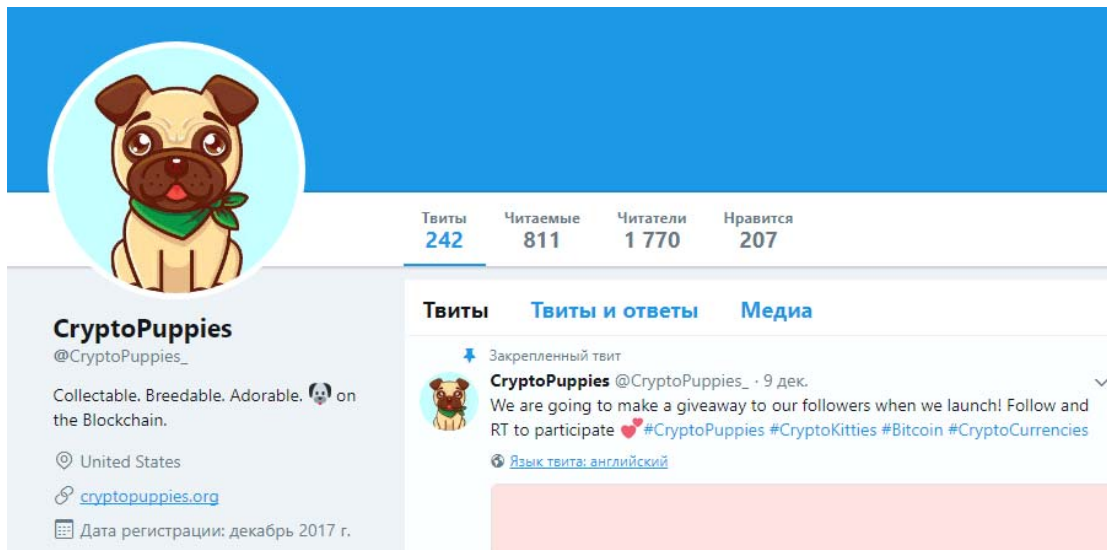 Твиты Читаемые Читатели Нравится
242 811 1 770 207
CryptoPuppies
@CryptoPuppies_
Collectable. Breedable. Adorable. 🐶 on
the Blockchain.
United States
cryptopuppies.org
Дата регистрации: декабрь 2017 г.
Твиты Твиты и ответы Медиа
Закрепленный твит
CryptoPuppies @CryptoPuppies_ · 9 дек.
We are going to make a giveaway to our followers when we launch! Follow and
RT to participate 💕#CryptoPuppies #CryptoKitties #Bitcoin #CryptoCurrencies
Язык твита: английский